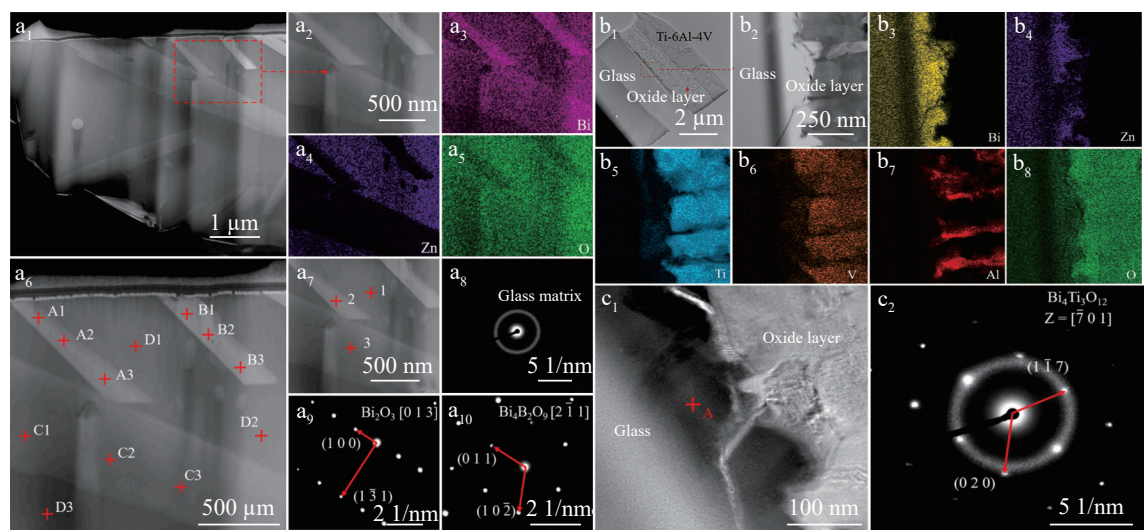 a1
1 μm
a2
500 nm
a3
Bi
a4
Zn
a5
O
a6
A1
A2
A3
B1
B2
B3
C1
C2
C3
D1
D2
D3
500 μm
a7
1
2
3
500 nm
a8
Glass matrix
5 1/nm
a9
Bi2O3 [0 1 3]
(1 0 0)
(1 3̄ 1)
2 1/nm
a10
Bi4B2O9 [2 1̄ 1]
(0 1 1)
(1 0 2̄)
2 1/nm
b1
Ti-6Al-4V
Glass
Oxide layer
2 μm
b2
Glass
Oxide layer
250 nm
b3
Bi
b4
Zn
b5
Ti
b6
V
b7
Al
b8
O
c1
Oxide layer
A
Glass
100 nm
c2
Bi4Ti3O12
Z = [7̄ 0 1]
(1 1̄ 7)
(0 2 0)
5 1/nm